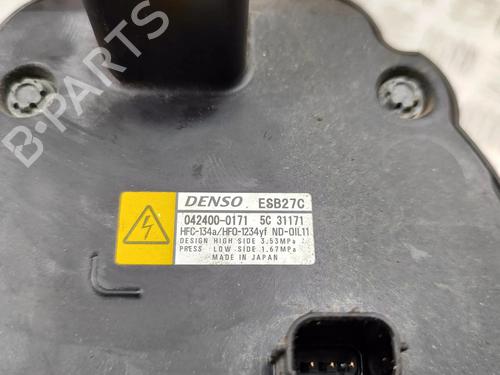 B-PARTS
DENSO ESB27C
042400-0171 5C 31171
HFC-134a/HFO-1234yf ND-OIL11
DESIGN HIGH SIDE 3.53MPa
PRESS LOW SIDE 1.67MPa
MADE IN JAPAN